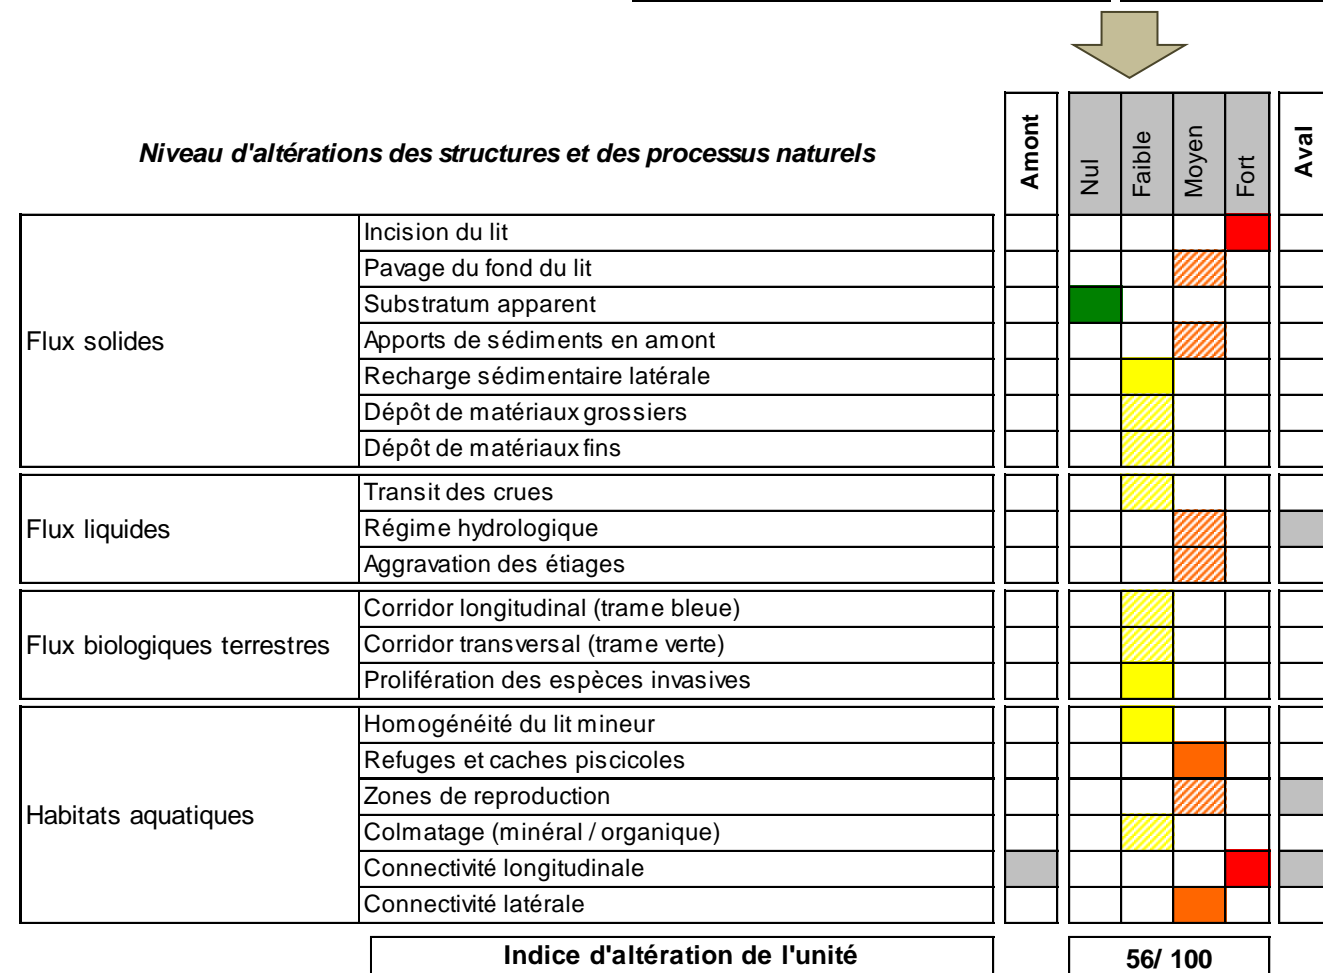 Niveau d'altérations des structures et des processus naturels
Amont
Nul
Faible
Moyen
Fort
Aval
Flux solides
Incision du lit
Pavage du fond du lit
Substratum apparent
Apports de sédiments en amont
Recharge sédimentaire latérale
Dépôt de matériaux grossiers
Dépôt de matériaux fins
Flux liquides
Transit des crues
Régime hydrologique
Aggravation des étiages
Flux biologiques terrestres
Corridor longitudinal (trame bleue)
Corridor transversal (trame verte)
Prolifération des espèces invasives
Habitats aquatiques
Homogénéité du lit mineur
Refuges et caches piscicoles
Zones de reproduction
Colmatage (minéral / organique)
Connectivité longitudinale
Connectivité latérale
Indice d'altération de l'unité
56/ 100